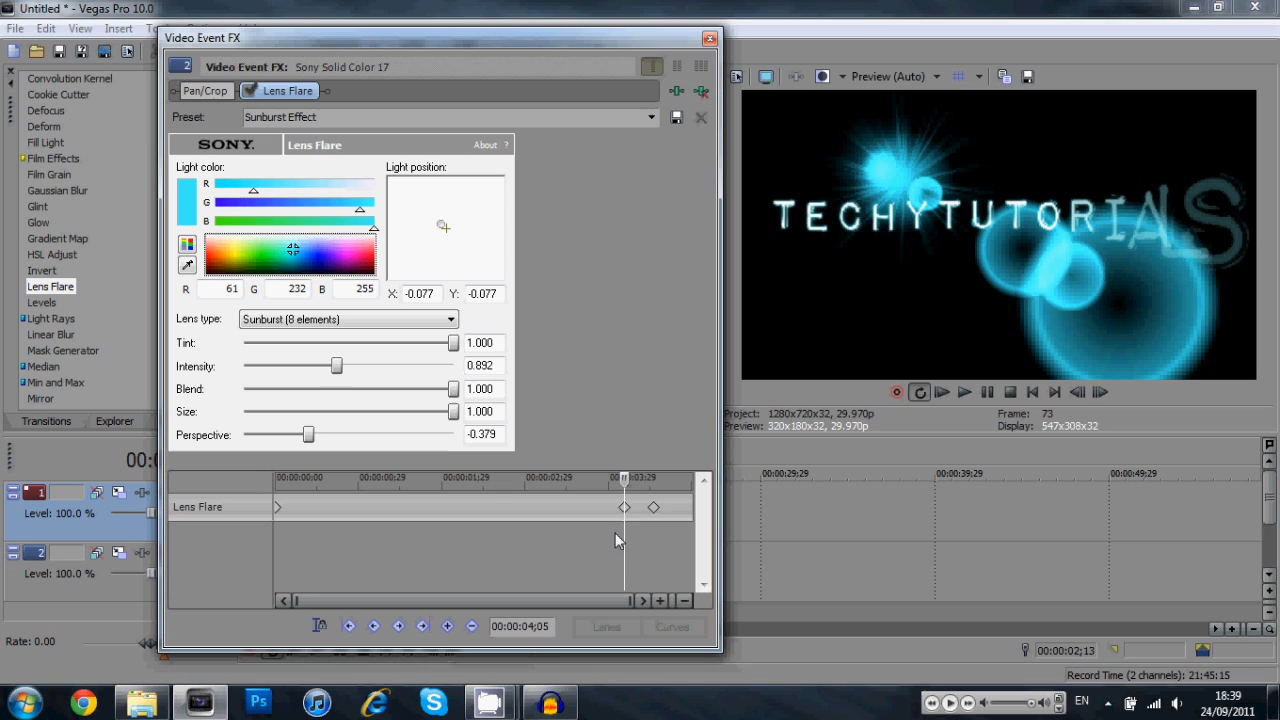 Untitled * - Vegas Pro 10.0
File Edit View Insert
Video Event FX
2 Video Event FX: Sony Solid Color 17
Pan/Crop Lens Flare
Preset: Sunburst Effect
SONY. Lens Flare About ?
Light color: Light position:
R
G
B
R 61 G 232 B 255
X: -0.077 Y: -0.077
Lens type: Sunburst (8 elements)
Tint: 1.000
Intensity: 0.892
Blend: 1.000
Size: 1.000
Perspective: -0.379
00:00:00;00 00:00:00;29 00:00:01;29 00:00:02;29 00:00:03;29
Lens Flare
00:00:04;05 Lanes Curves
Convolution Kernel
Cookie Cutter
Defocus
Deform
Fill Light
Film Effects
Film Grain
Gaussian Blur
Glint
Glow
Gradient Map
HSL Adjust
Invert
Lens Flare
Levels
Light Rays
Linear Blur
Mask Generator
Median
Min and Max
Mirror
Transitions Explorer
Preview (Auto)
TECHYTUTORIALS
Project: 1280x720x32, 29.970p Frame: 73
Preview: 320x180x32, 29.970p Display: 547x308x32
00:00:29;29 00:00:39;29 00:00:49;29
1
Level: 100.0 %
2
Level: 100.0 %
Rate: 0.00
00:00:02;13
Record Time (2 channels): 21:45:15
Ps
EN
18:39
24/09/2011